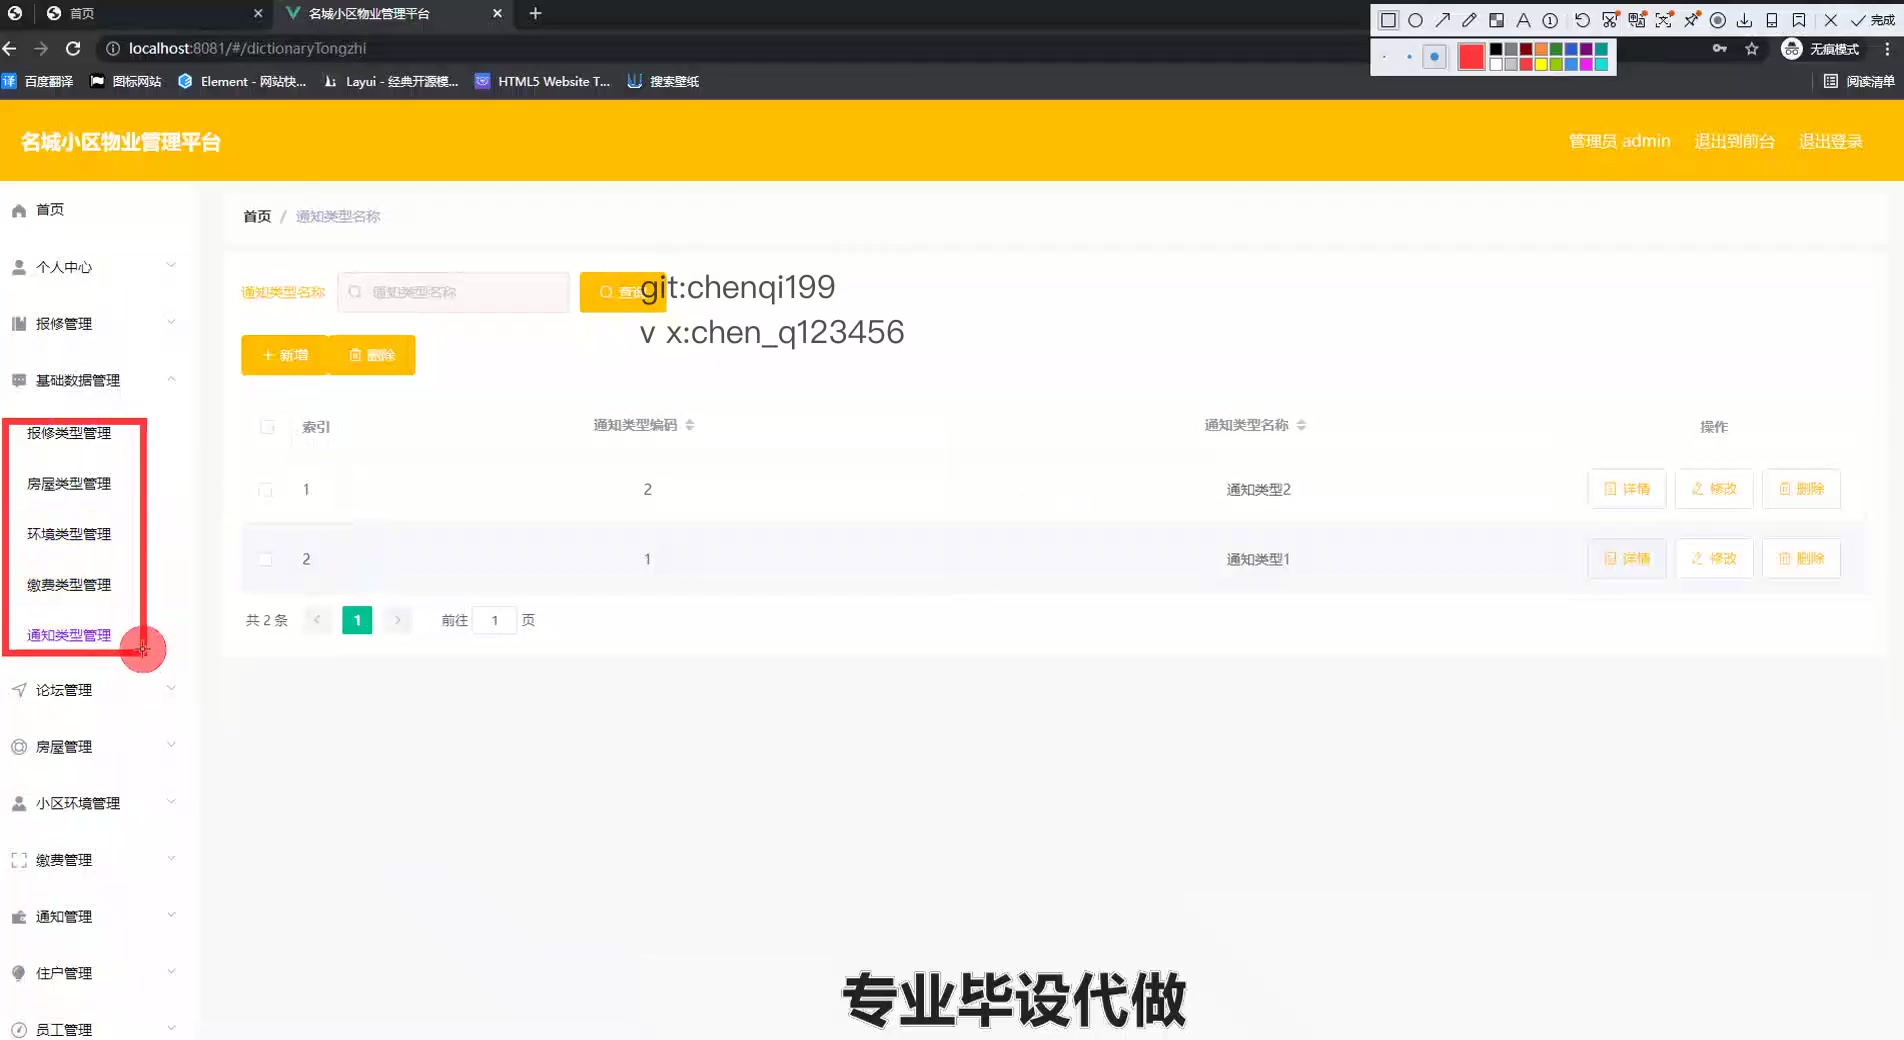 首页
名城小区物业管理平台
localhost:8081/#/dictionaryTongzhi
完成
无痕模式
译 百度翻译
图标网站
Element - 网站快...
Layui - 经典开源模...
HTML5 Website T...
搜索壁纸
阅读清单
名城小区物业管理平台
管理员 admin
退出到前台
退出登录
首页
个人中心
报修管理
基础数据管理
报修类型管理
房屋类型管理
环境类型管理
缴费类型管理
通知类型管理
论坛管理
房屋管理
小区环境管理
缴费管理
通知管理
住户管理
员工管理
首页 / 通知类型名称
通知类型名称
通知类型名称
查询
git:chenqi199
v x:chen_q123456
+ 新增
删除
索引 通知类型编码 通知类型名称 操作
1 2 通知类型2 详情 修改 删除
2 1 通知类型1 详情 修改 删除
共 2 条 < 1 > 前往 1 页
专业毕设代做